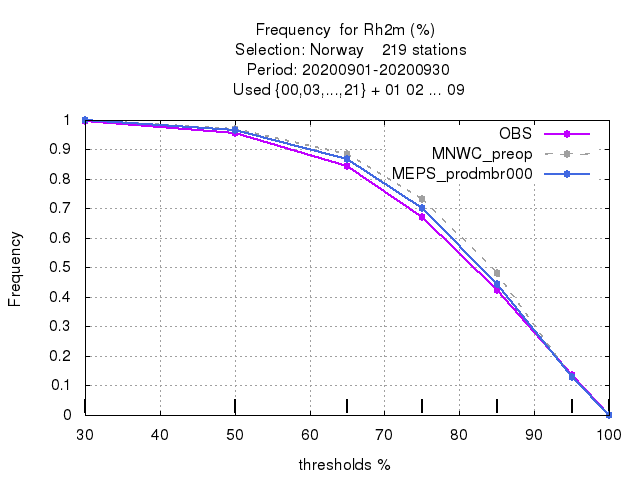 Frequency for Rh2m (%)
Selection: Norway 219 stations
Period: 20200901-20200930
Used {00,03,...,21} + 01 02 ... 09
OBS
MNWC_preop
MEPS_prodmbr000
1
0.9
0.8
0.7
0.6
0.5
0.4
0.3
0.2
0.1
0
Frequency
30 40 50 60 70 80 90 100
thresholds %